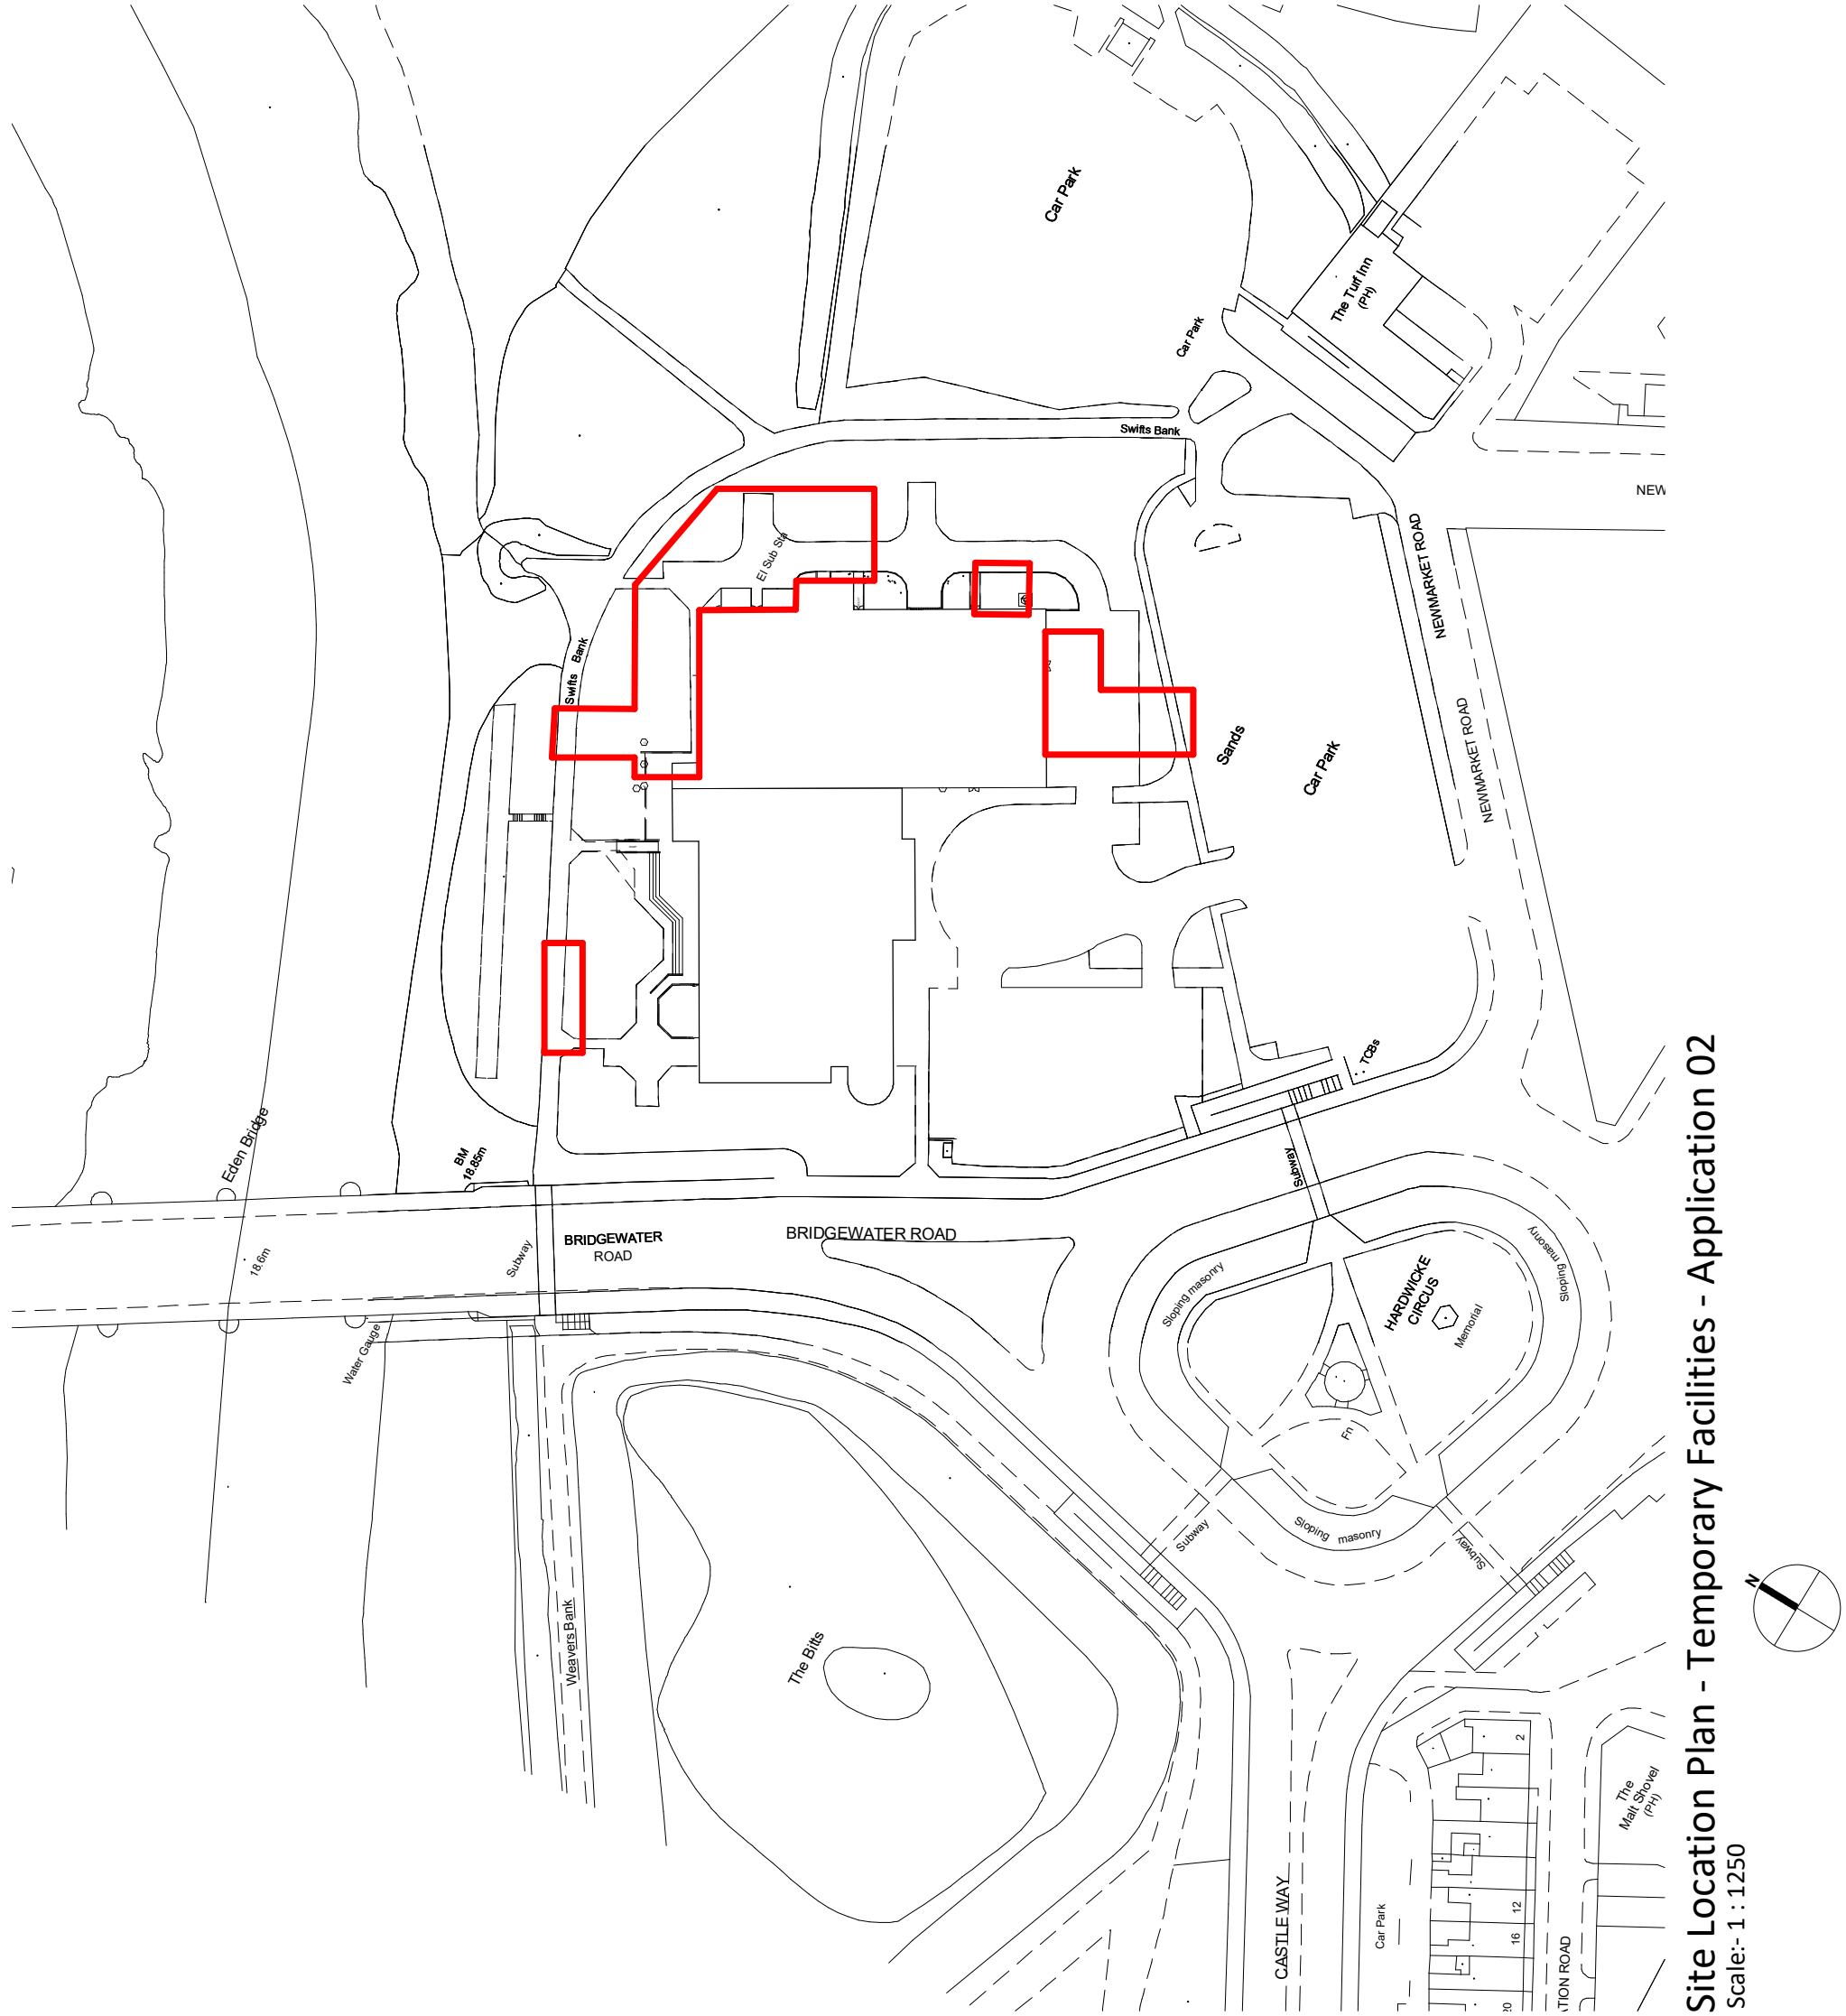 Car Park
The Turf Inn
(PH)
Car Park
Swifts Bank
NEW
NEWMARKET ROAD
El Sub Sta
Swifts Bank
NEWMARKET ROAD
Sands
Car Park
TCBs
Eden Bridge
BM
18.85m
Subway
BRIDGEWATER
ROAD
BRIDGEWATER ROAD
18.6m
Subway
Sloping masonry
Sloping masonry
HARDWICKE
CIRCUS
Memorial
Water Gauge
Fn
Sloping masonry
Subway
Subway
Weavers Bank
The Bitts
2
The
Malt Shovel
(PH)
CASTLE WAY
Car Park
12
16
20
ATION ROAD
N
Site Location Plan - Temporary Facilities - Application 02
Scale:- 1 : 1250